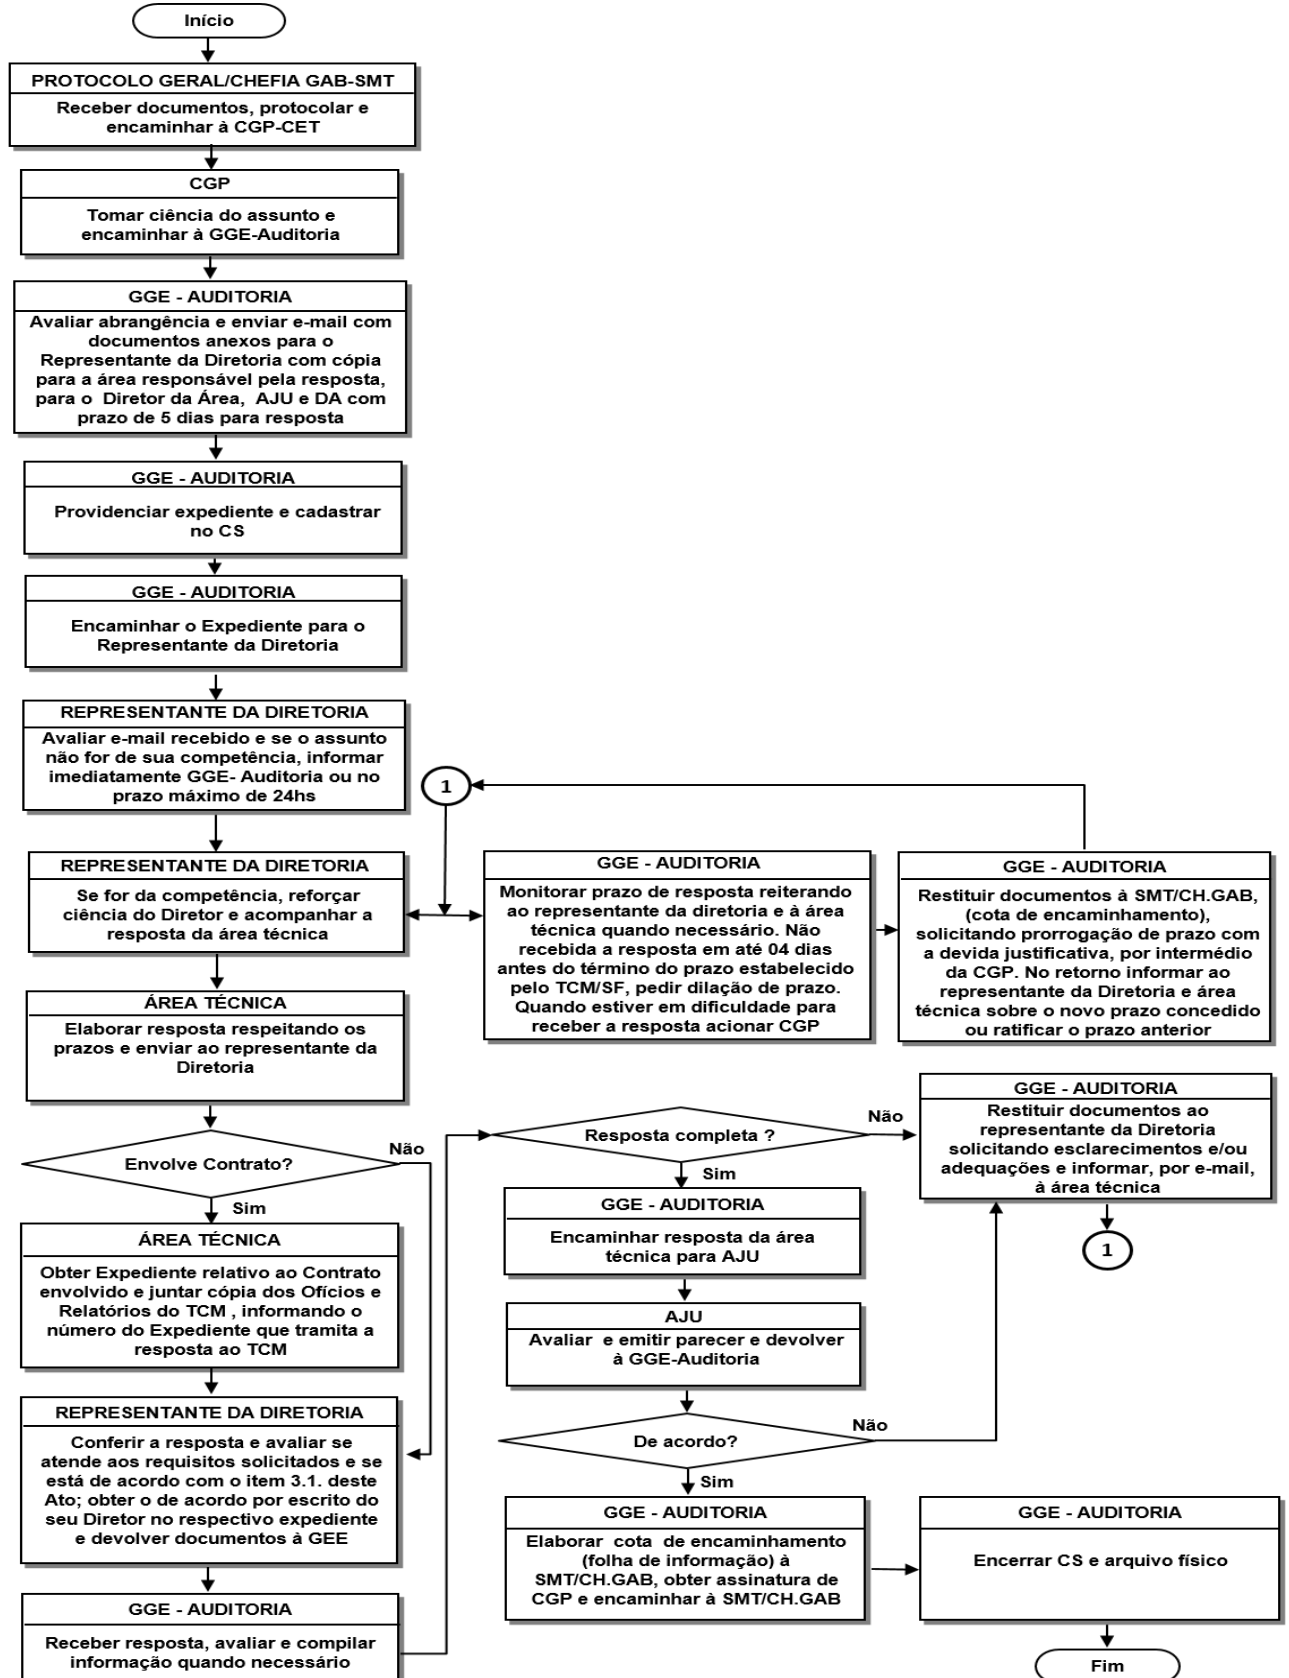 Início
PROTOCOLO GERAL/CHEFIA GAB-SMT
Receber documentos, protocolar e
encaminhar à CGP-CET
CGP
Tomar ciência do assunto e
encaminhar à GGE-Auditoria
GGE - AUDITORIA
Avaliar abrangência e enviar e-mail com
documentos anexos para o
Representante da Diretoria com cópia
para a área responsável pela resposta,
para o Diretor da Área, AJU e DA com
prazo de 5 dias para resposta
GGE - AUDITORIA
Providenciar expediente e cadastrar
no CS
GGE - AUDITORIA
Encaminhar o Expediente para o
Representante da Diretoria
REPRESENTANTE DA DIRETORIA
Avaliar e-mail recebido e se o assunto
não for de sua competência, informar
imediatamente GGE- Auditoria ou no
prazo máximo de 24hs
1
REPRESENTANTE DA DIRETORIA
Se for da competência, reforçar
ciência do Diretor e acompanhar a
resposta da área técnica
GGE - AUDITORIA
Monitorar prazo de resposta reiterando
ao representante da diretoria e à área
técnica quando necessário. Não
recebida a resposta em até 04 dias
antes do término do prazo estabelecido
pelo TCM/SF, pedir dilação de prazo.
Quando estiver em dificuldade para
receber a resposta acionar CGP
GGE - AUDITORIA
Restituir documentos à SMT/CH.GAB,
(cota de encaminhamento),
solicitando prorrogação de prazo com
a devida justificativa, por intermédio
da CGP. No retorno informar ao
representante da Diretoria e área
técnica sobre o novo prazo concedido
ou ratificar o prazo anterior
ÁREA TÉCNICA
Elaborar resposta respeitando os
prazos e enviar ao representante da
Diretoria
Envolve Contrato?
Não
Sim
ÁREA TÉCNICA
Obter Expediente relativo ao Contrato
envolvido e juntar cópia dos Ofícios e
Relatórios do TCM , informando o
número do Expediente que tramita a
resposta ao TCM
REPRESENTANTE DA DIRETORIA
Conferir a resposta e avaliar se
atende aos requisitos solicitados e se
está de acordo com o item 3.1. deste
Ato; obter o de acordo por escrito do
seu Diretor no respectivo expediente
e devolver documentos à GEE
GGE - AUDITORIA
Receber resposta, avaliar e compilar
informação quando necessário
Resposta completa ?
Não
Sim
GGE - AUDITORIA
Restituir documentos ao
representante da Diretoria
solicitando esclarecimentos e/ou
adequações e informar, por e-mail,
à área técnica
1
GGE - AUDITORIA
Encaminhar resposta da área
técnica para AJU
AJU
Avaliar e emitir parecer e devolver
à GGE-Auditoria
De acordo?
Não
Sim
GGE - AUDITORIA
Elaborar cota de encaminhamento
(folha de informação) à
SMT/CH.GAB, obter assinatura de
CGP e encaminhar à SMT/CH.GAB
GGE - AUDITORIA
Encerrar CS e arquivo físico
Fim